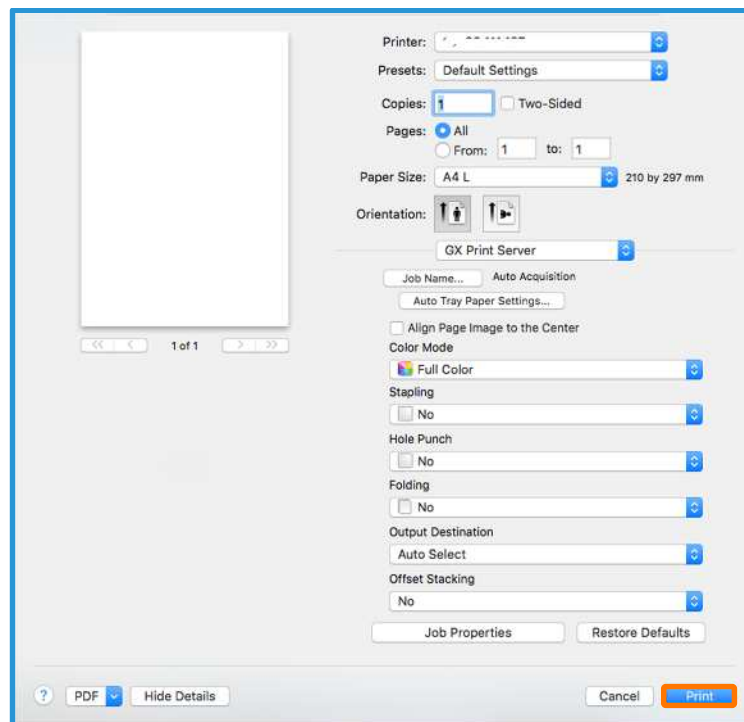 Printer:
Presets: Default Settings
Copies: 1 Two-Sided
Pages: All
From: 1 to: 1
Paper Size: A4 L 210 by 297 mm
Orientation:
GX Print Server
Job Name... Auto Acquisition
Auto Tray Paper Settings...
Align Page Image to the Center
1 of 1
Color Mode
Full Color
Stapling
No
Hole Punch
No
Folding
No
Output Destination
Auto Select
Offset Stacking
No
Job Properties Restore Defaults
? PDF Hide Details Cancel Print